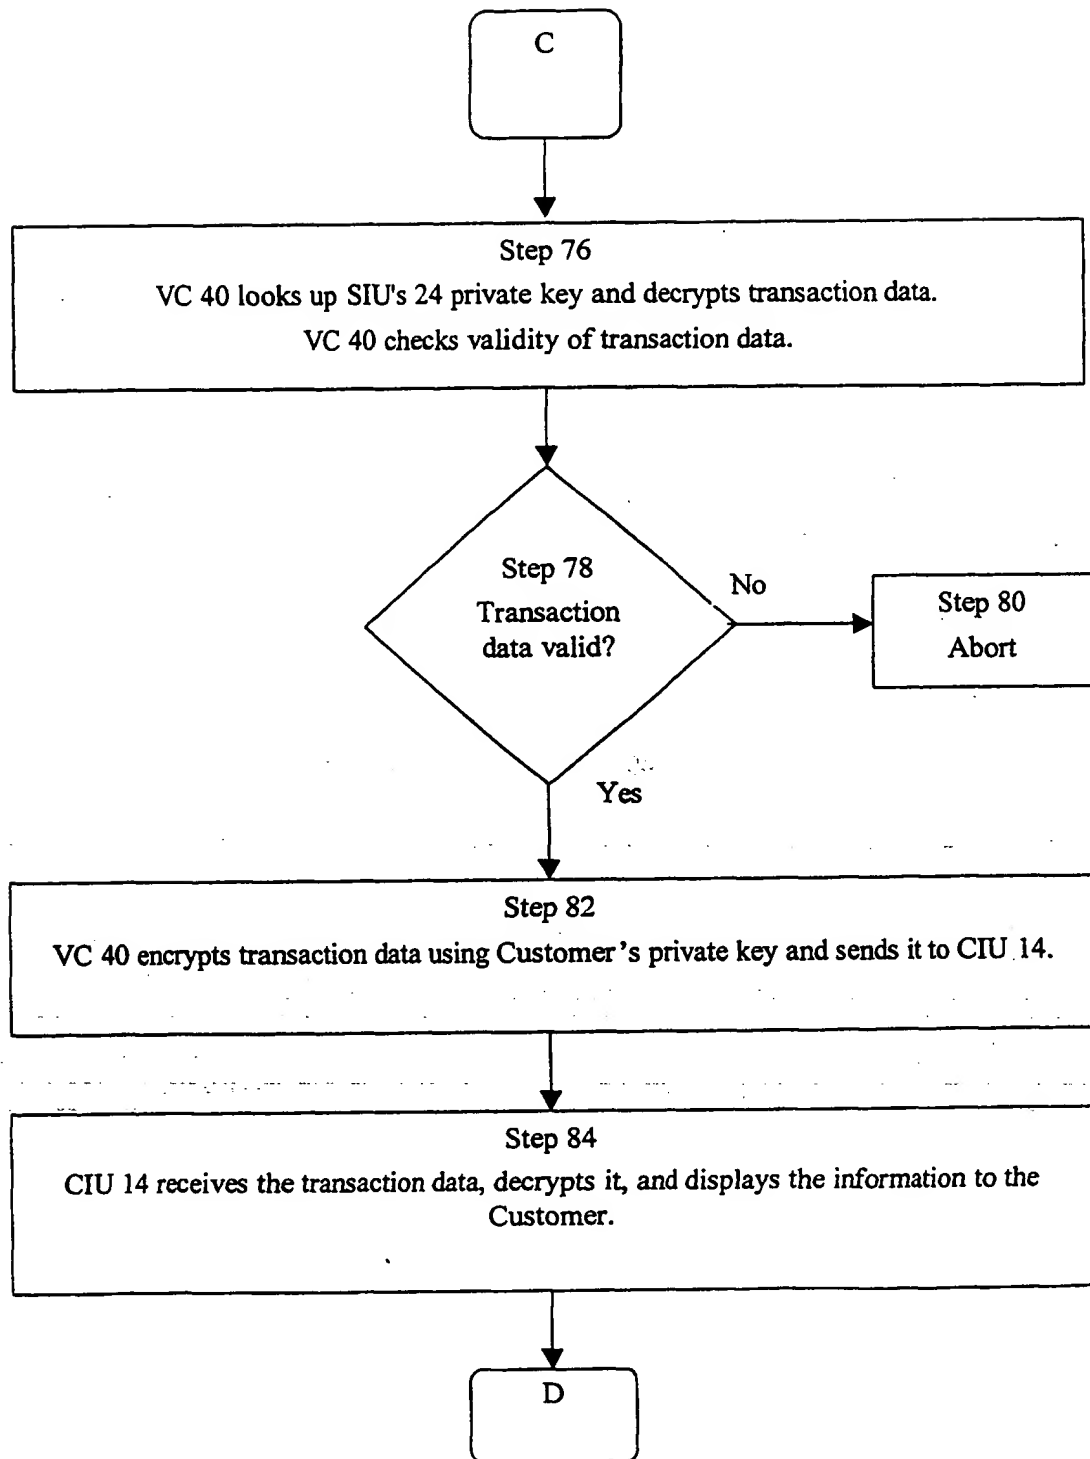 C
Step 76
VC 40 looks up SIU's 24 private key and decrypts transaction data.
VC 40 checks validity of transaction data.
Step 78
Transaction
data valid?
No
Step 80
Abort
Yes
Step 82
VC 40 encrypts transaction data using Customer's private key and sends it to CIU 14.
Step 84
CIU 14 receives the transaction data, decrypts it, and displays the information to the
Customer.
D